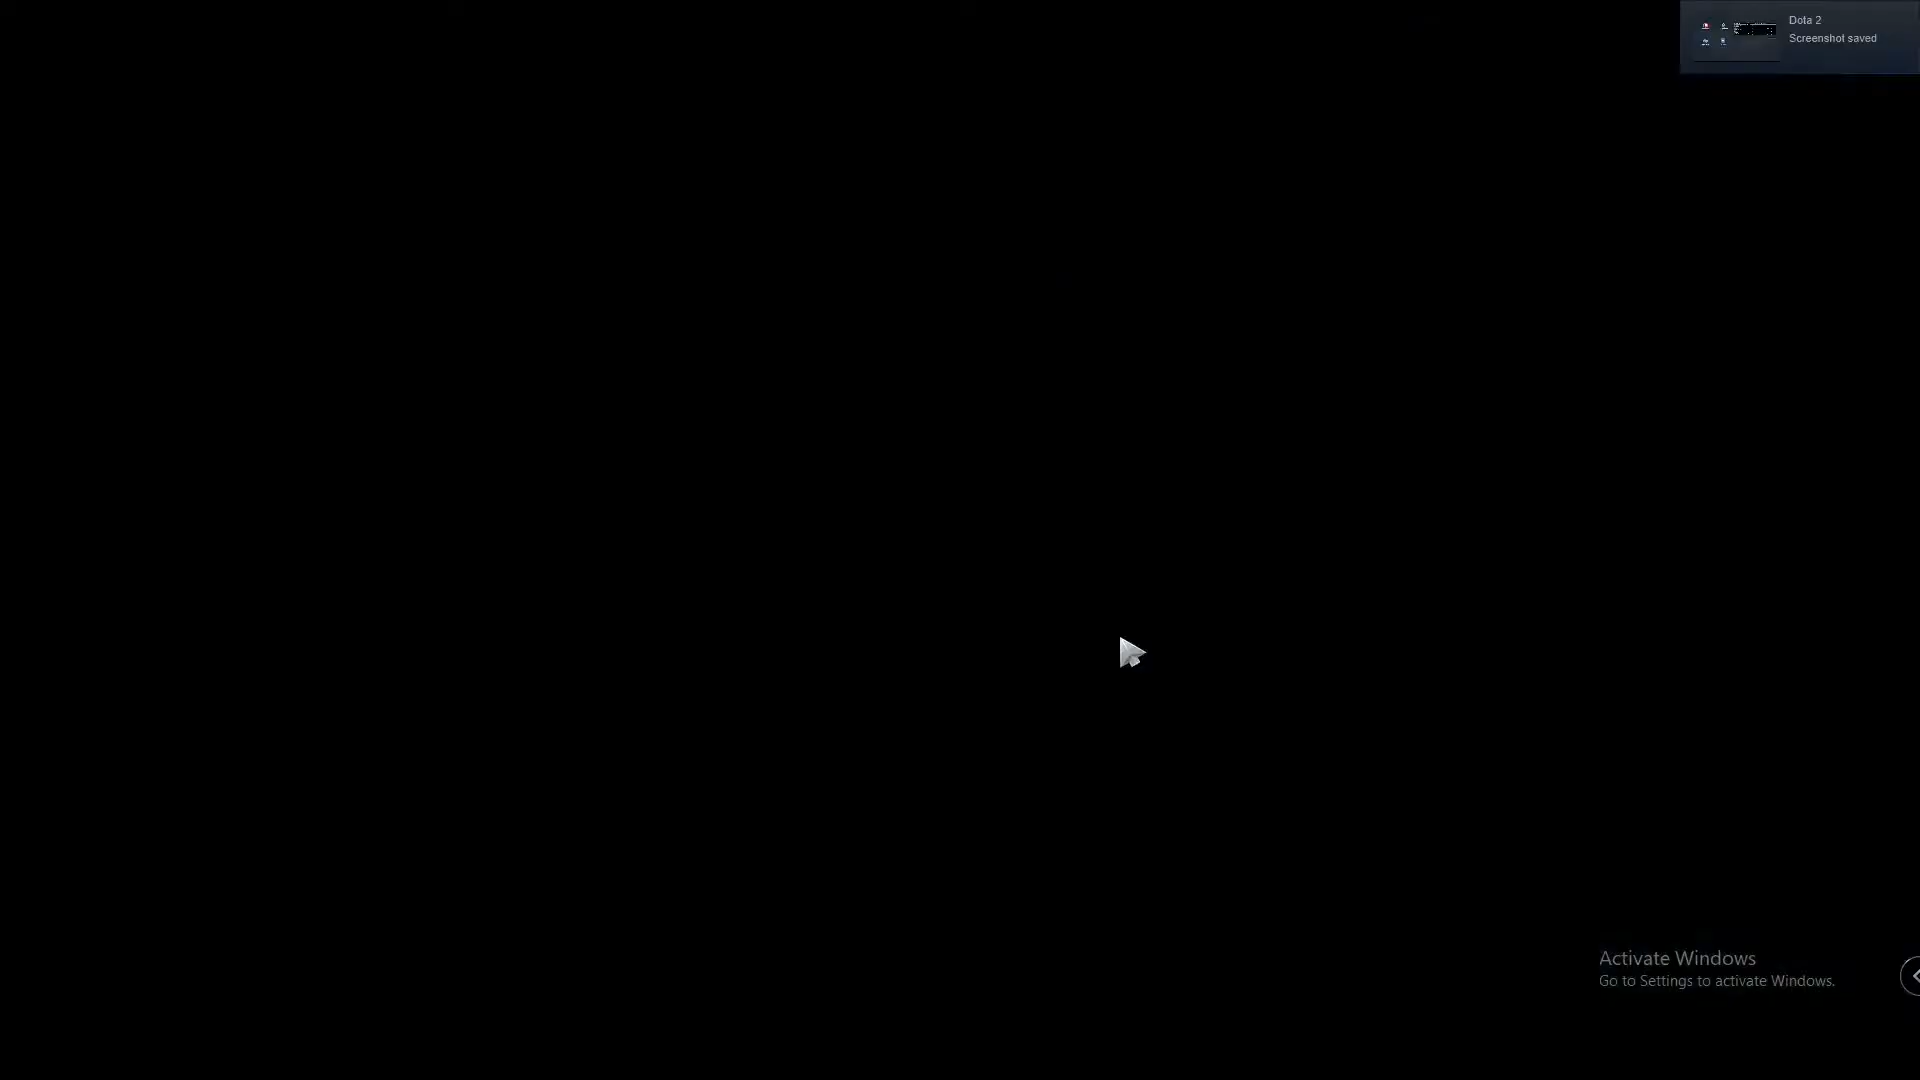 Dota 2
Screenshot saved
Activate Windows
Go to Settings to activate Windows.